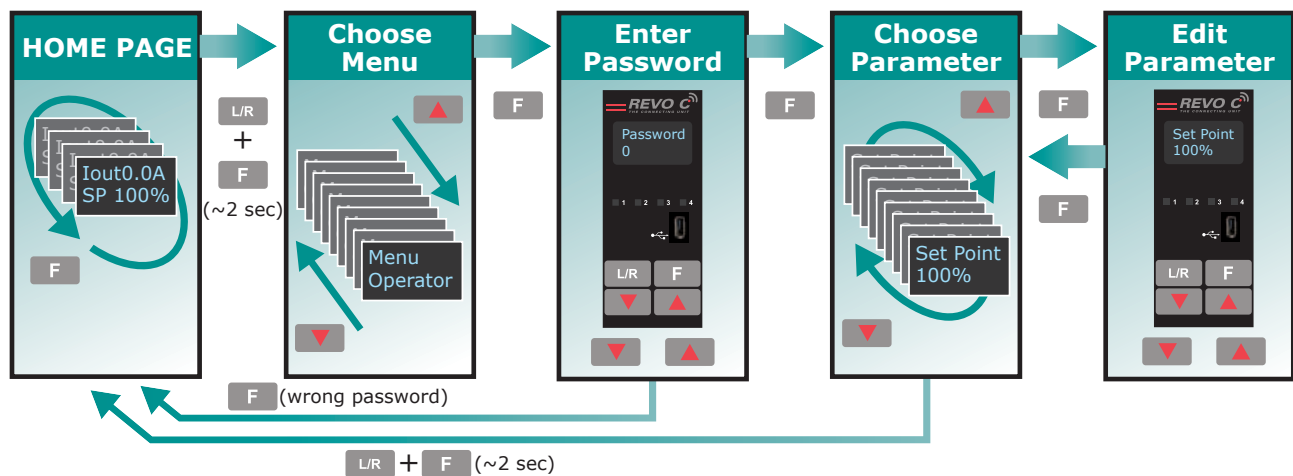 HOME PAGE
Iout0.0A
SP 100%
F
L/R
+
F
(~2 sec)
Choose
Menu
Menu
Operator
F
Enter
Password
REVO C
THE CONNECTING UNIT
Password
0
1 2 3 4
L/R F
F
Choose
Parameter
Set Point
100%
F
F
Edit
Parameter
REVO C
THE CONNECTING UNIT
Set Point
100%
1 2 3 4
L/R F
F (wrong password)
L/R + F (~2 sec)